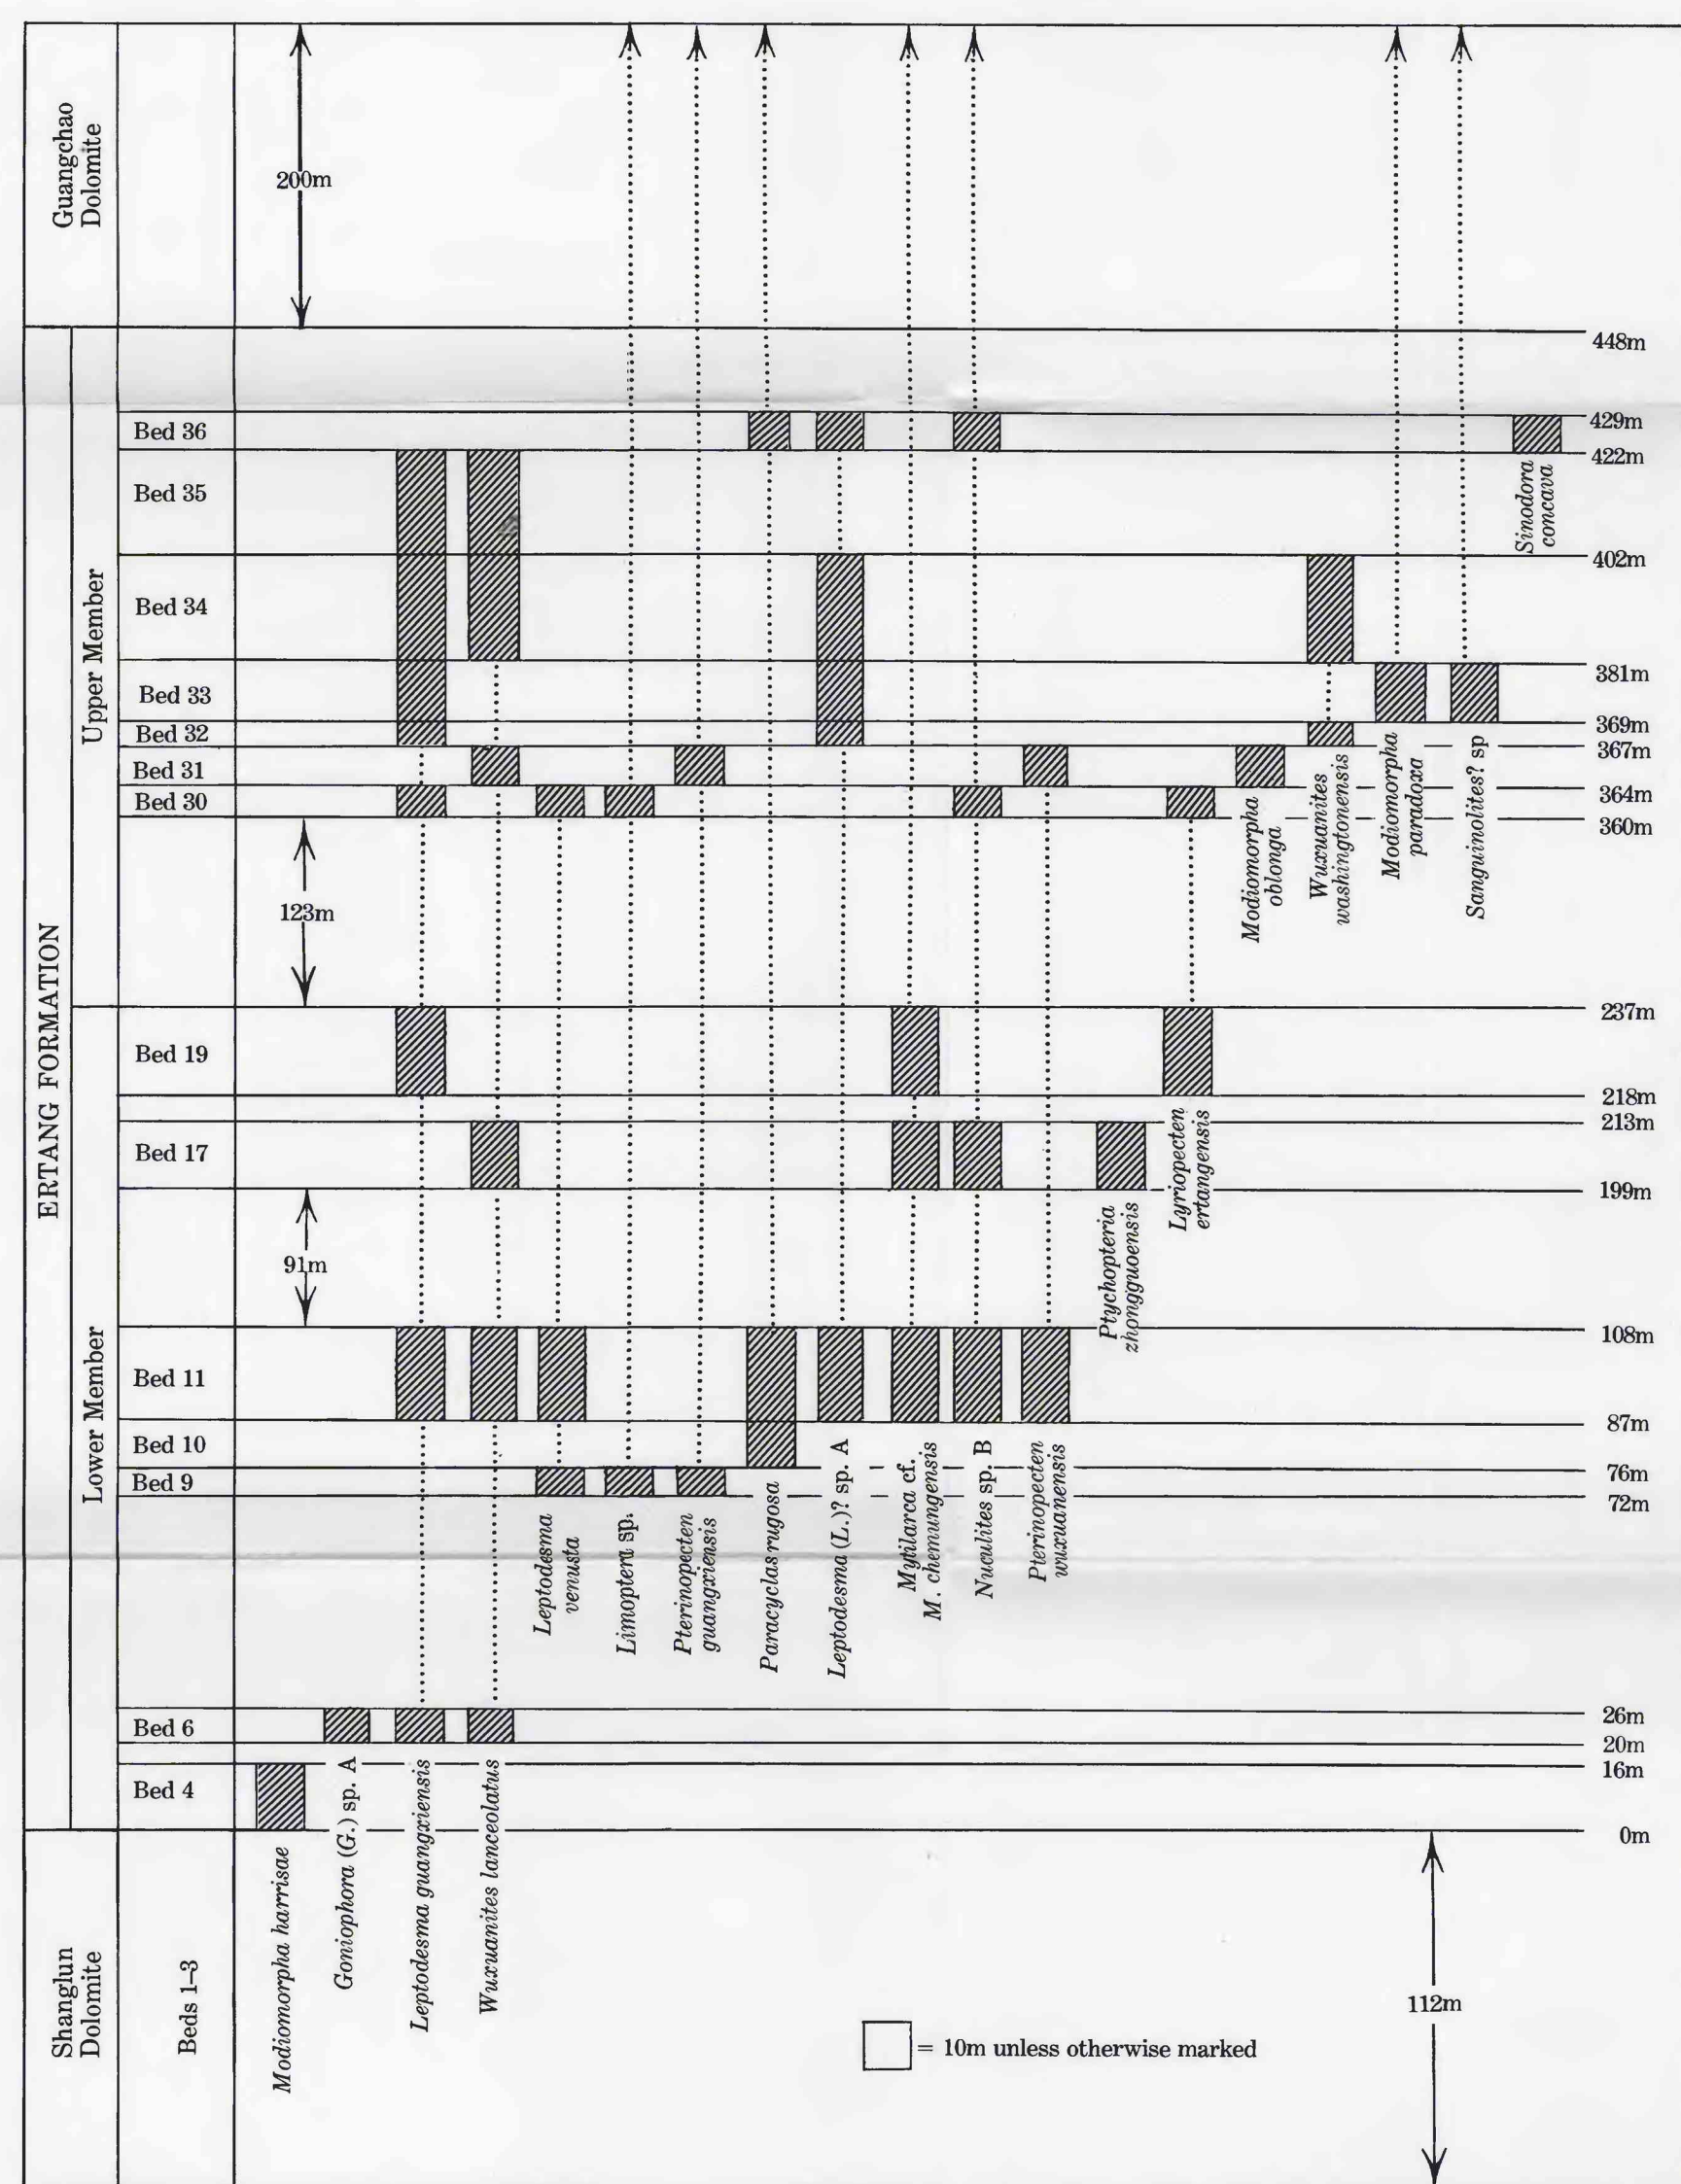 Guangchao
Dolomite
200m
448m
ERTANG FORMATION
Upper Member
Bed 36
429m
422m
Bed 35
Sinodora
concava
402m
Bed 34
381m
Bed 33
369m
Bed 32
367m
Bed 31
364m
Bed 30
360m
Modiomorpha
oblonga
Wuxuanites
washingtonensis
Modiomorpha
paradoxa
Sanguinolites? sp
123m
237m
Lower Member
Bed 19
218m
213m
Bed 17
199m
Ptychopteria
zhongguoensis
Lyriopecten
ertangensis
91m
108m
Bed 11
87m
Bed 10
76m
Bed 9
72m
Leptodesma
venusta
Limoptera sp.
Pterinopecten
guangxiensis
Paracyclas rugosa
Leptodesma (L.)? sp. A
Mytilarca cf.
M. chemungensis
Nuculites sp. B
Pterinopecten
wuxuanensis
Bed 6
26m
20m
16m
Bed 4
0m
Shanglun
Dolomite
Beds 1–3
Modiomorpha harrisae
Goniophora (G.) sp. A
Leptodesma guangxiensis
Wuxuanites lanceolatus
112m
= 10m unless otherwise marked